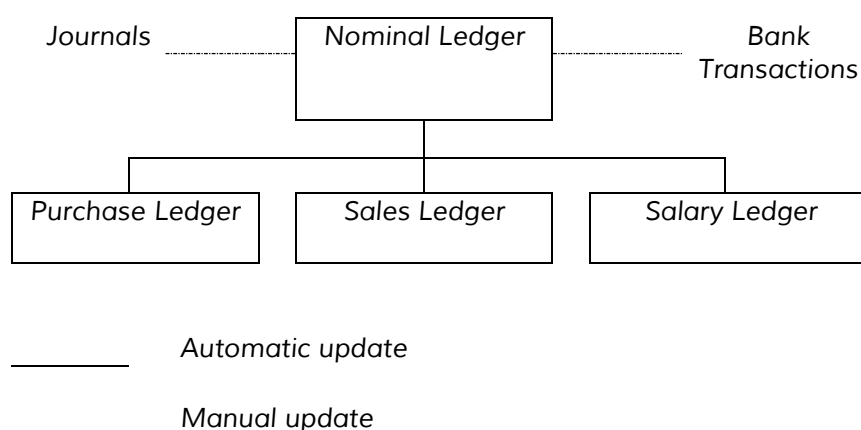 Journals
Nominal Ledger
Bank
Transactions
Purchase Ledger
Sales Ledger
Salary Ledger
Automatic update
Manual update